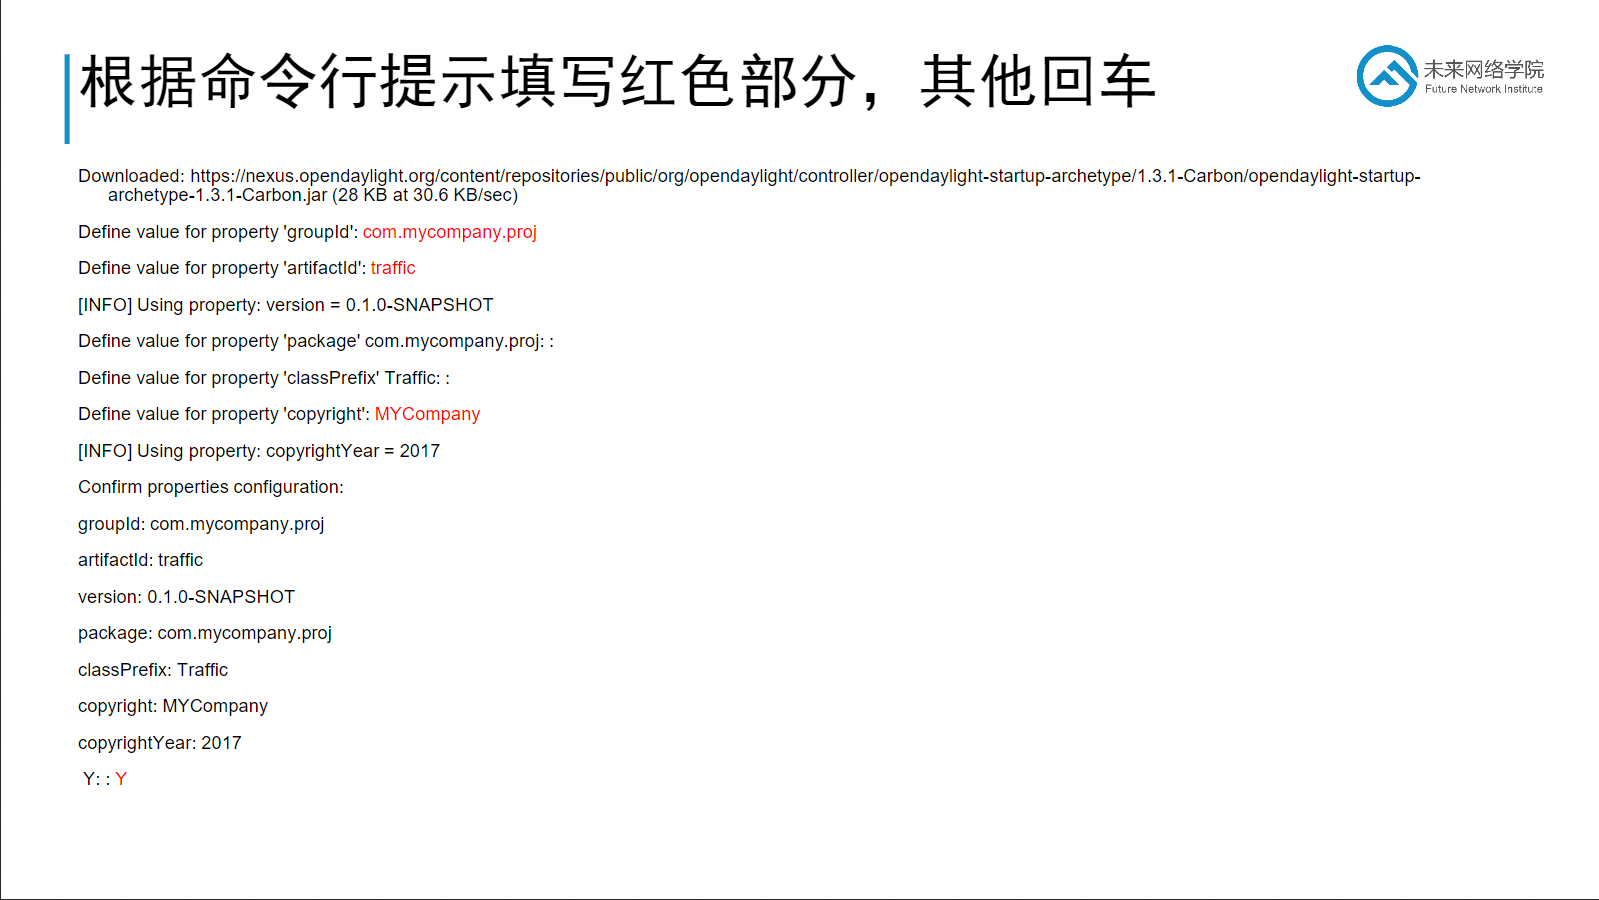 根据命令行提示填写红色部分，其他回车
未来网络学院
Future Network Institute
Downloaded: https://nexus.opendaylight.org/content/repositories/public/org/opendaylight/controller/opendaylight-startup-archetype/1.3.1-Carbon/opendaylight-startup-
archetype-1.3.1-Carbon.jar (28 KB at 30.6 KB/sec)
Define value for property 'groupId': com.mycompany.proj
Define value for property 'artifactId': traffic
[INFO] Using property: version = 0.1.0-SNAPSHOT
Define value for property 'package' com.mycompany.proj: :
Define value for property 'classPrefix' Traffic: :
Define value for property 'copyright': MYCompany
[INFO] Using property: copyrightYear = 2017
Confirm properties configuration:
groupId: com.mycompany.proj
artifactId: traffic
version: 0.1.0-SNAPSHOT
package: com.mycompany.proj
classPrefix: Traffic
copyright: MYCompany
copyrightYear: 2017
Y: : Y